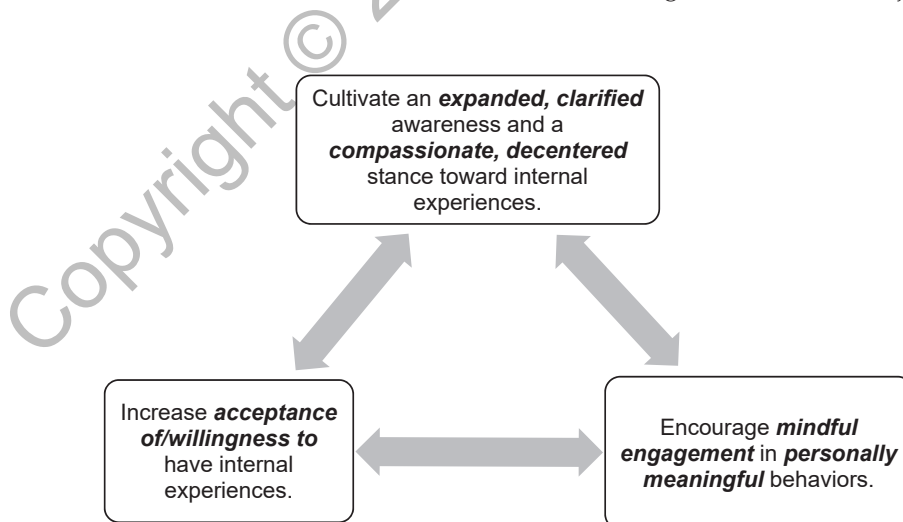 Copyright ©
Cultivate an expanded, clarified
awareness and a
compassionate, decentered
stance toward internal
experiences.
Increase acceptance
of/willingness to
have internal
experiences.
Encourage mindful
engagement in personally
meaningful behaviors.